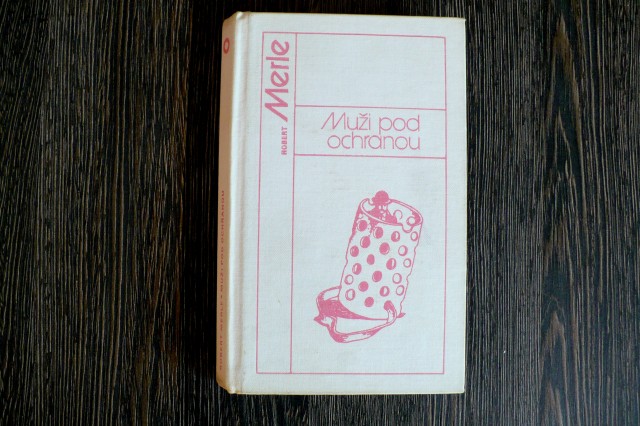 ROBERT Merle
Muži pod
ochranou